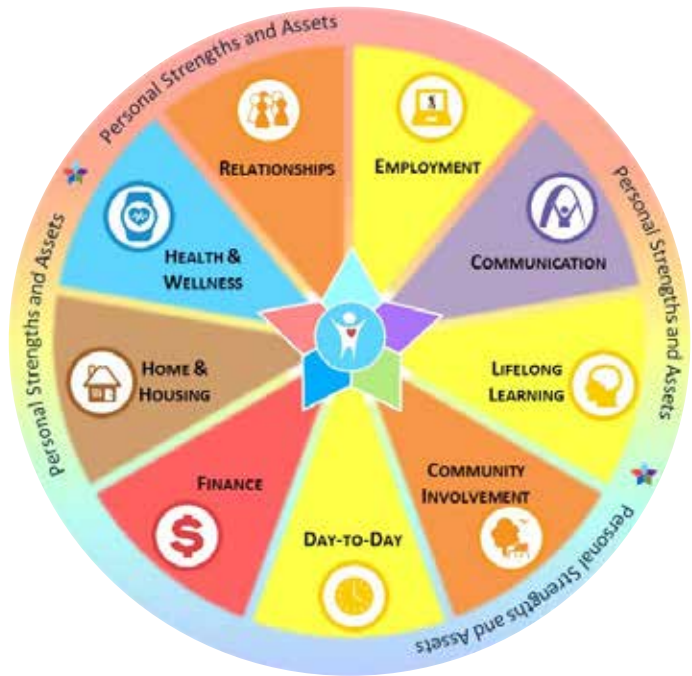 Personal Strengths and Assets
Personal Strengths and Assets
Personal Strengths and Assets
Personal Strengths and Assets
RELATIONSHIPS
EMPLOYMENT
COMMUNICATION
LIFELONG
LEARNING
COMMUNITY
INVOLVEMENT
DAY-TO-DAY
FINANCE
HOME &
HOUSING
HEALTH &
WELLNESS
$